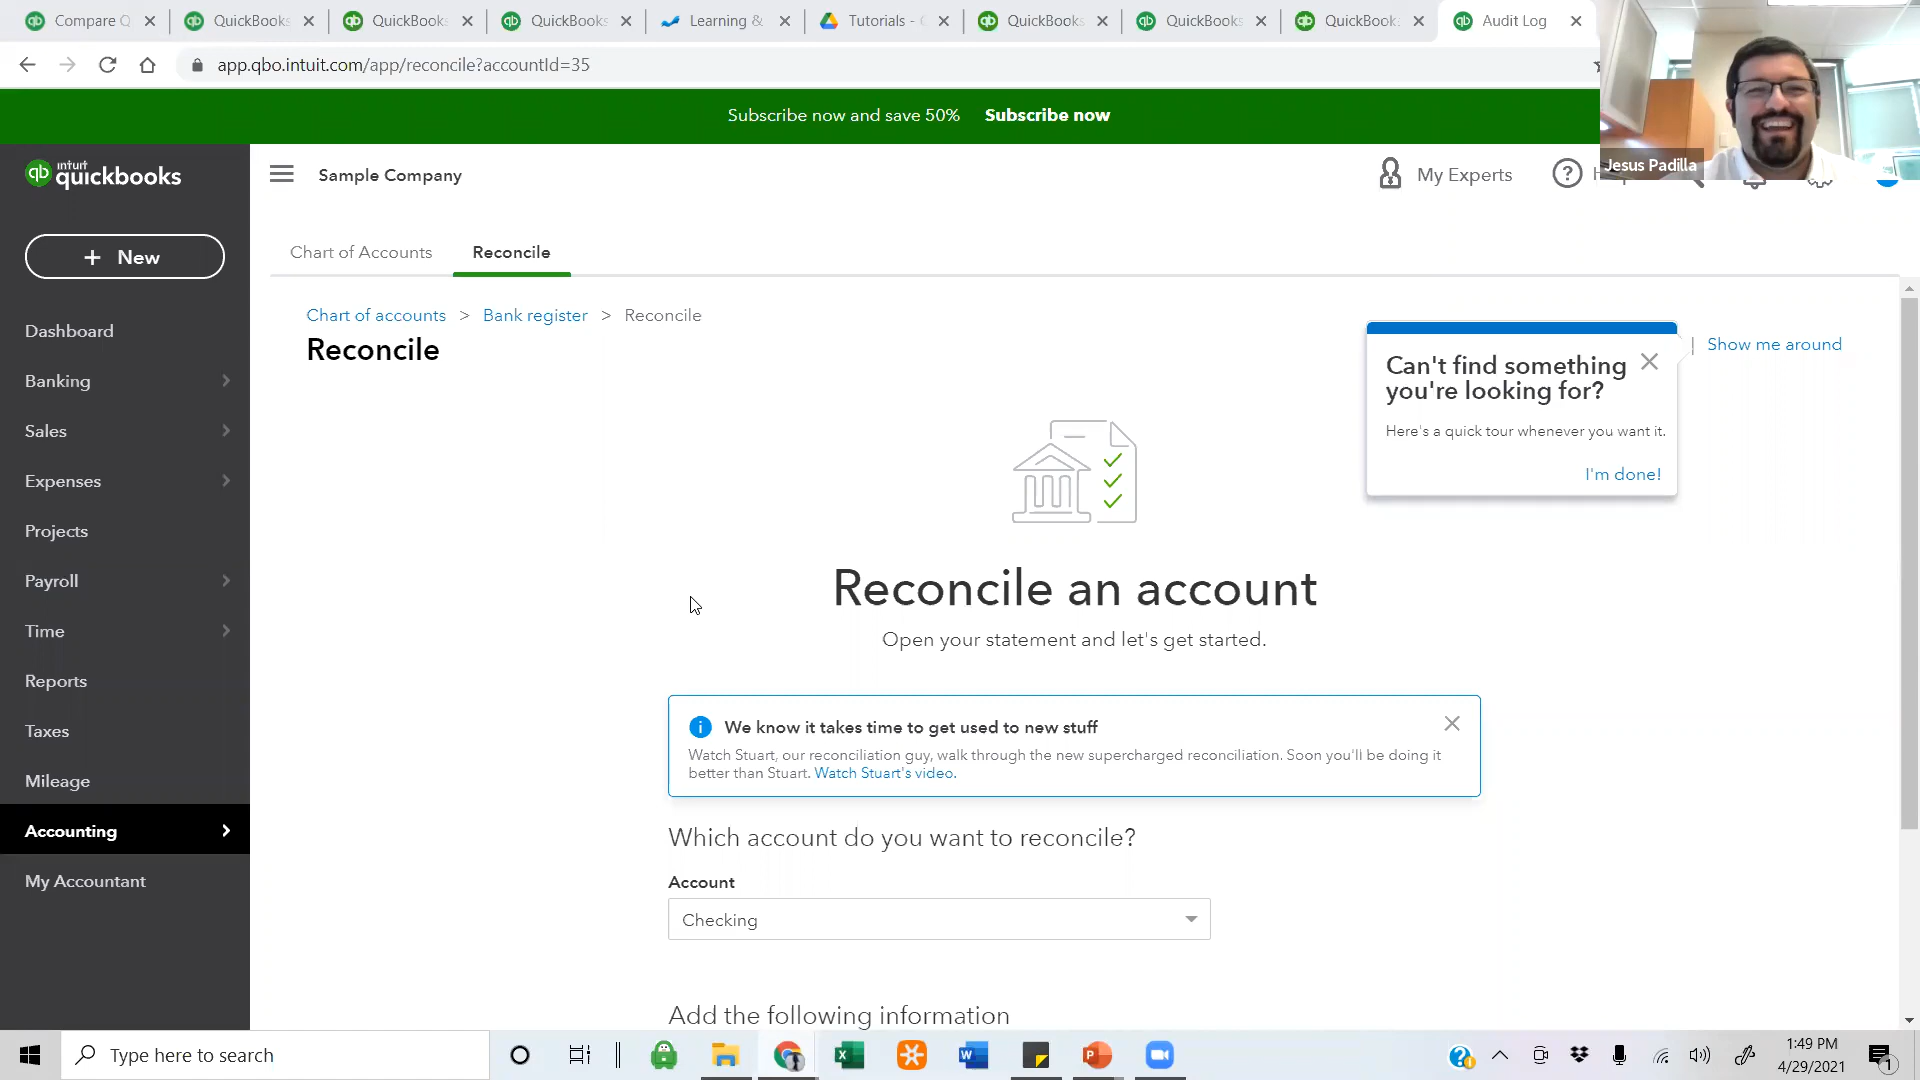 Compare Q
QuickBooks
QuickBooks
QuickBooks
Learning &
Tutorials -
QuickBooks
QuickBooks
QuickBook
Audit Log
app.qbo.intuit.com/app/reconcile?accountId=35
Subscribe now and save 50% Subscribe now
Jesus Padilla
intuit
quickbooks
Sample Company
My Experts
+ New
Chart of Accounts
Reconcile
Dashboard
Banking
Sales
Expenses
Projects
Payroll
Time
Reports
Taxes
Mileage
Accounting
My Accountant
Chart of accounts > Bank register > Reconcile
Reconcile
| Show me around
Can't find something
you're looking for?
Here's a quick tour whenever you want it.
I'm done!
Reconcile an account
Open your statement and let's get started.
We know it takes time to get used to new stuff
Watch Stuart, our reconciliation guy, walk through the new supercharged reconciliation. Soon you'll be doing it
better than Stuart. Watch Stuart's video.
Which account do you want to reconcile?
Account
Checking
Add the following information
Type here to search
1:49 PM
4/29/2021
1